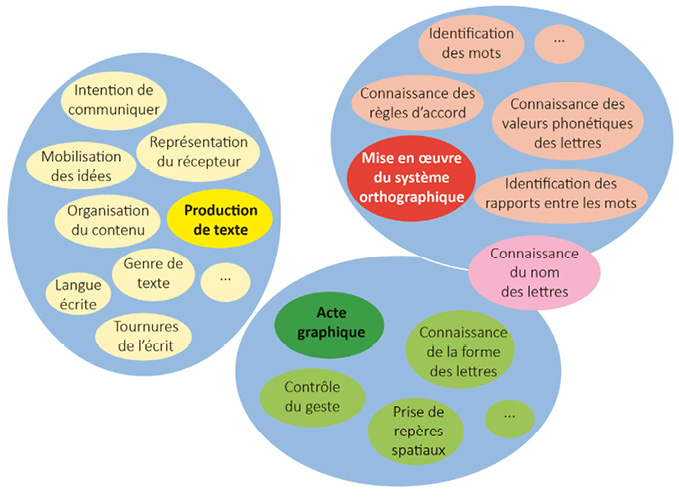 Intention de
communiquer
Représentation
du récepteur
Mobilisation
des idées
Organisation
du contenu
Production
de texte
Genre de
texte
...
Langue
écrite
Tournures
de l'écrit
Identification
des mots
...
Connaissance des
règles d'accord
Connaissance des
valeurs phonétiques
des lettres
Mise en œuvre
du système
orthographique
Identification des
rapports entre les mots
Connaissance
du nom
des lettres
Acte
graphique
Connaissance
de la forme
des lettres
Contrôle
du geste
Prise de
repères
spatiaux
...